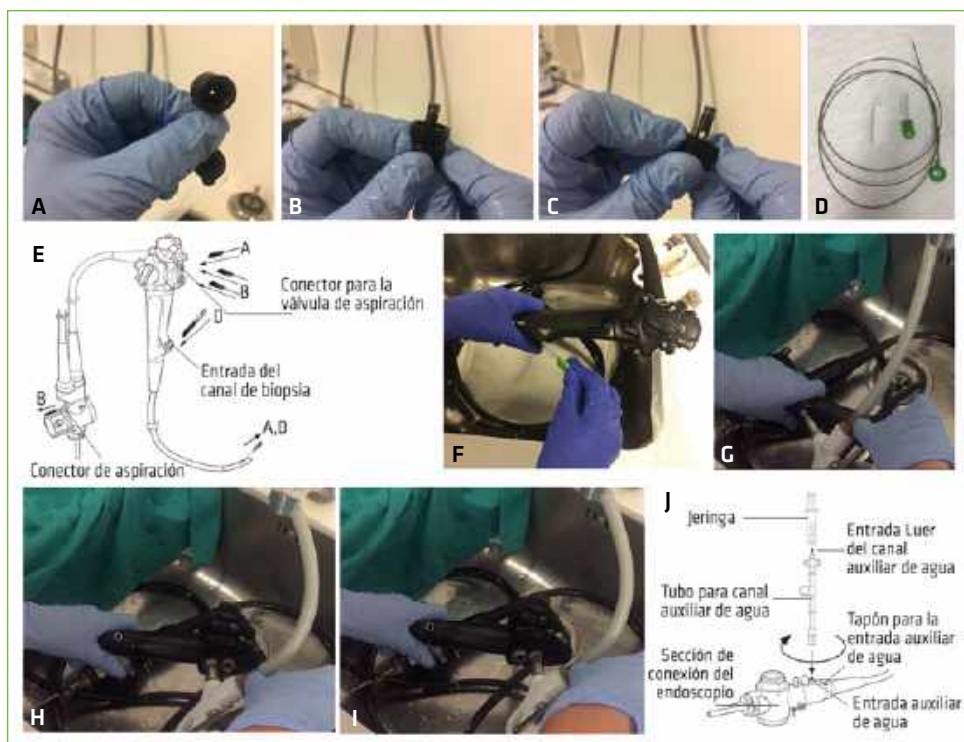 A
B
C
D
E
A
B
D
Conector para la
válvula de aspiración
Entrada del
canal de biopsia
B
A,D
Conector de aspiración
F
G
H
I
J
Jeringa
Entrada Luer
del canal
auxiliar de agua
Tubo para canal
auxiliar de agua
Tapón para la
entrada auxiliar
de agua
Sección de
conexión del
endoscopio
Entrada auxiliar
de agua